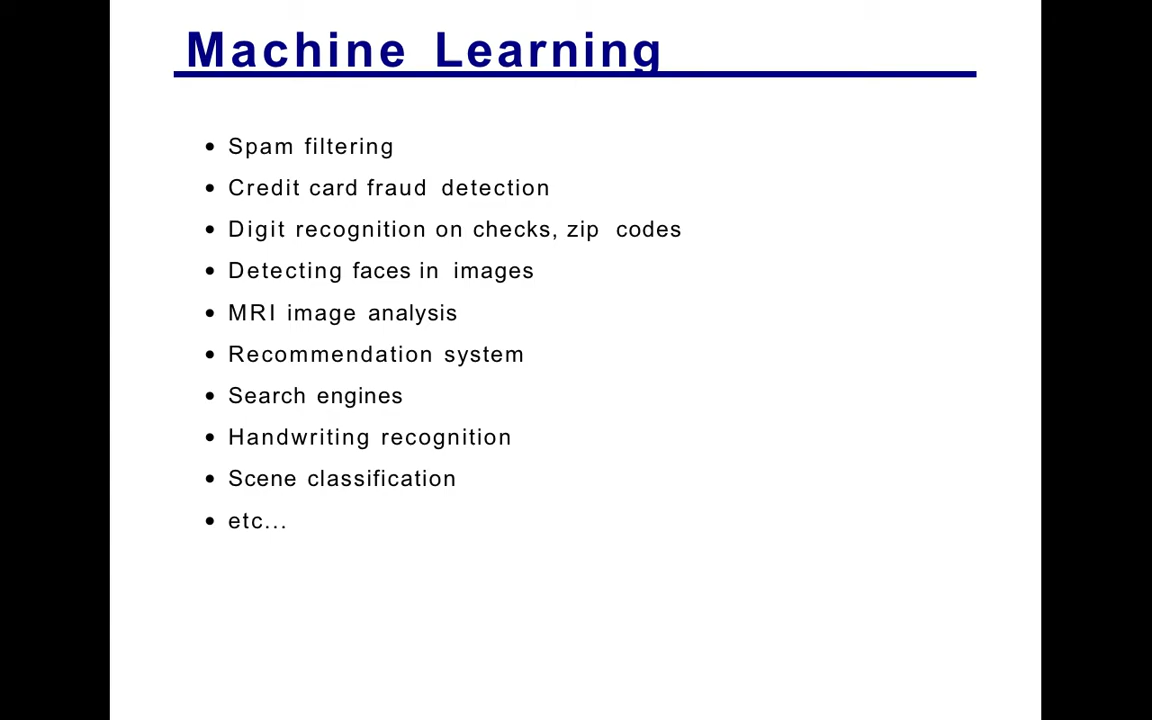 Machine Learning
• Spam filtering
• Credit card fraud detection
• Digit recognition on checks, zip codes
• Detecting faces in images
• MRI image analysis
• Recommendation system
• Search engines
• Handwriting recognition
• Scene classification
• etc...